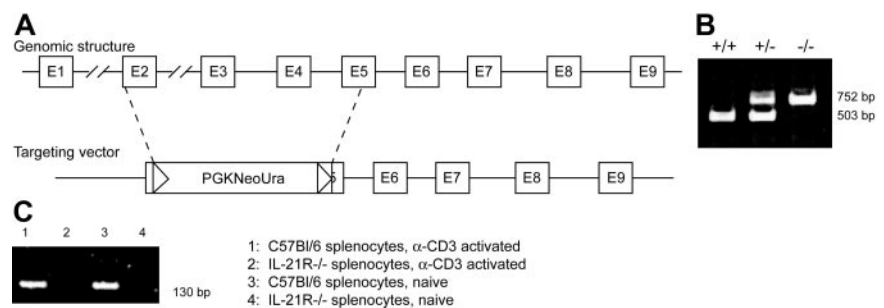 A
Genomic structure
E1 E2 E3 E4 E5 E6 E7 E8 E9
Targeting vector
PGKNeoUra 5 E6 E7 E8 E9
B
+/+ +/- -/-
752 bp
503 bp
C
1 2 3 4
130 bp
1: C57Bl/6 splenocytes, α-CD3 activated
2: IL-21R-/- splenocytes, α-CD3 activated
3: C57Bl/6 splenocytes, naive
4: IL-21R-/- splenocytes, naive